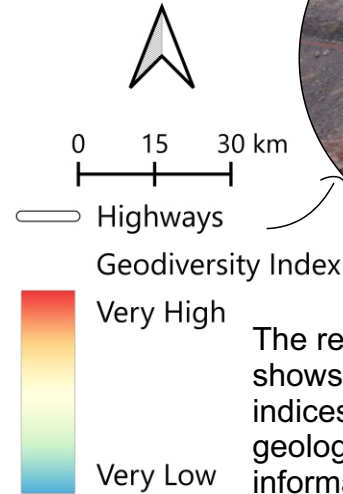 0 15 30 km
Highways
Geodiversity Index
Very High
Very Low
The re
shows
indices
geolog
informa